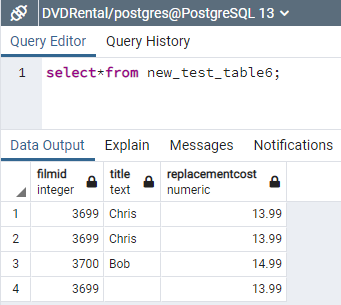 DVDRental/postgres@PostgreSQL 13
Query Editor Query History
1 select*from new_test_table6;
Data Output Explain Messages Notifications
filmid title replacementcost
integer text numeric
1 3699 Chris 13.99
2 3699 Chris 13.99
3 3700 Bob 14.99
4 3699 13.99